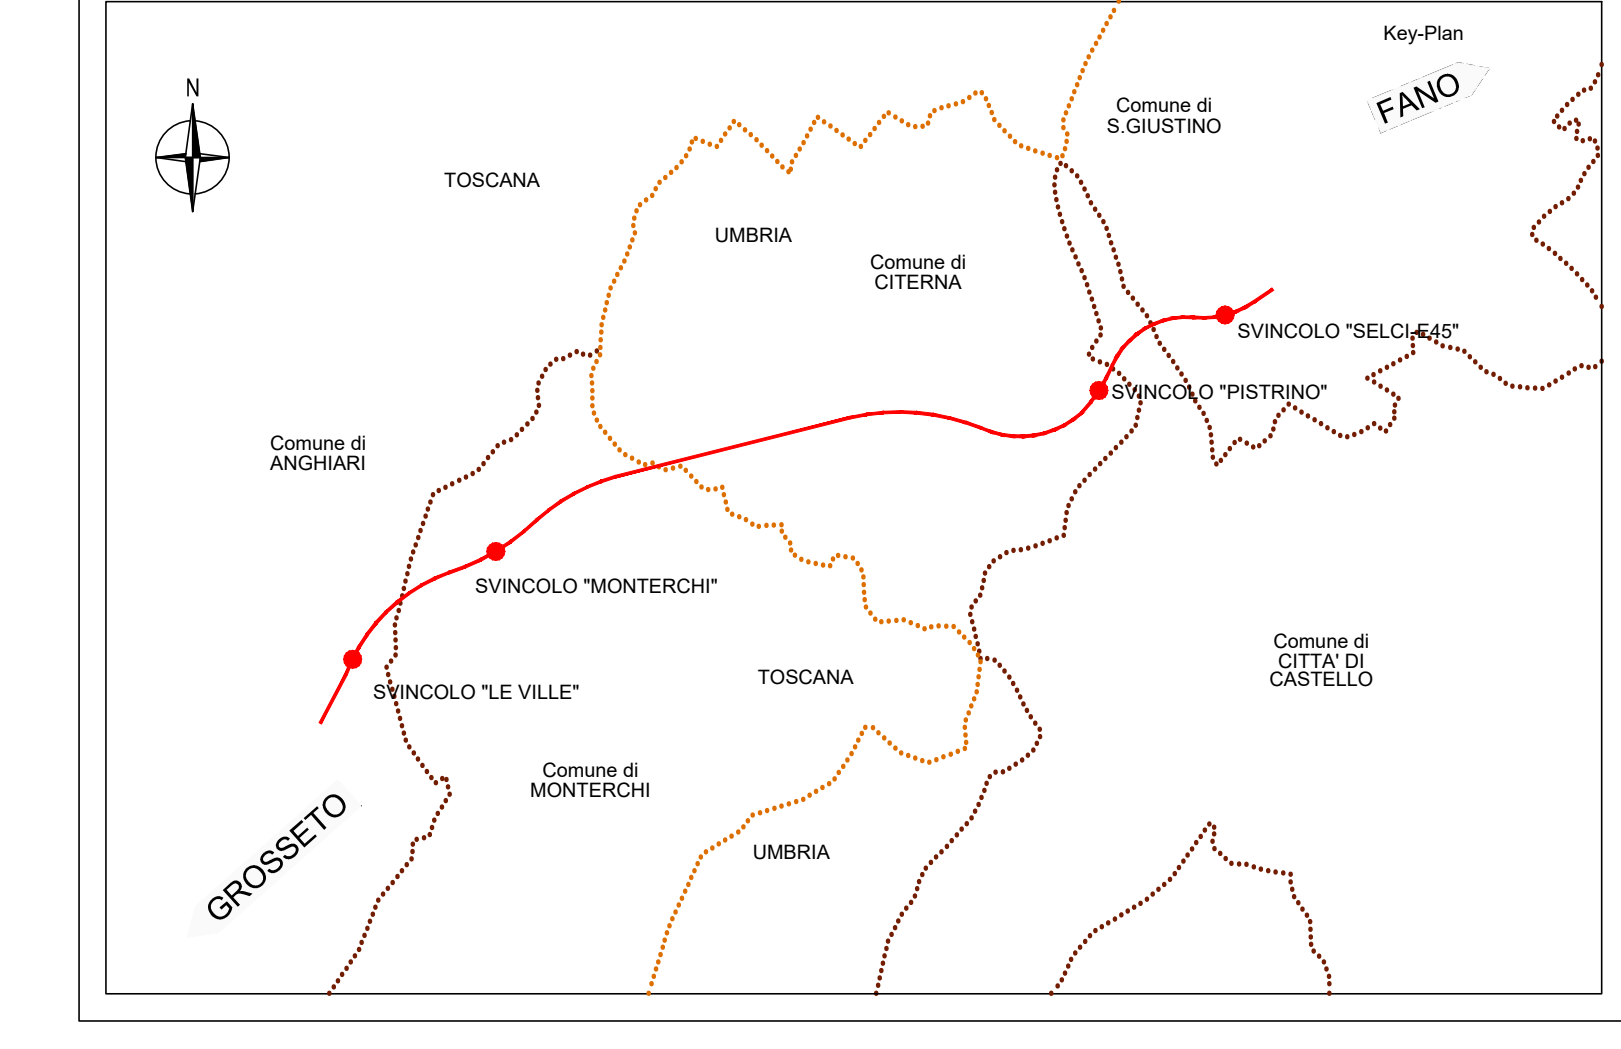 Key-Plan
N
FANO
Comune di
S.GIUSTINO
TOSCANA
UMBRIA
Comune di
CITERNA
SVINCOLO "SELCI-E45"
SVINCOLO "PISTRINO"
Comune di
ANGHIARI
SVINCOLO "MONTERCHI"
Comune di
CITTA' DI
CASTELLO
TOSCANA
SVINCOLO "LE VILLE"
Comune di
MONTERCHI
GROSSETO
UMBRIA